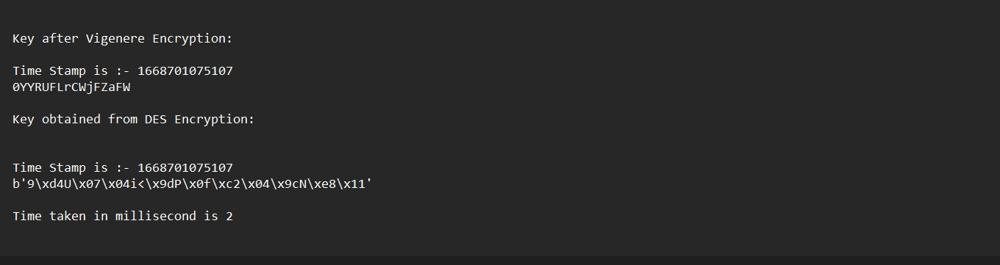 Key after Vigenere Encryption:
Time Stamp is :- 1668701075107
0YYRUFLrCWjFZaFW
Key obtained from DES Encryption:
Time Stamp is :- 1668701075107
b'9\xd4U\x07\x04i<\x9dP\x0f\xc2\x04\x9cN\xe8\x11'
Time taken in millisecond is 2